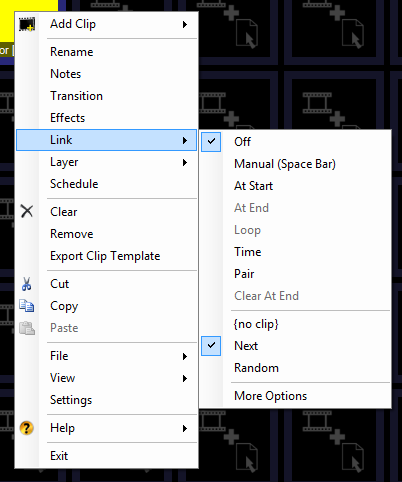 or
Add Clip
Rename
Notes
Transition
Effects
Link
Layer
Schedule
Clear
Remove
Export Clip Template
Cut
Copy
Paste
File
View
Settings
Help
Exit
Off
Manual (Space Bar)
At Start
At End
Loop
Time
Pair
Clear At End
{no clip}
Next
Random
More Options